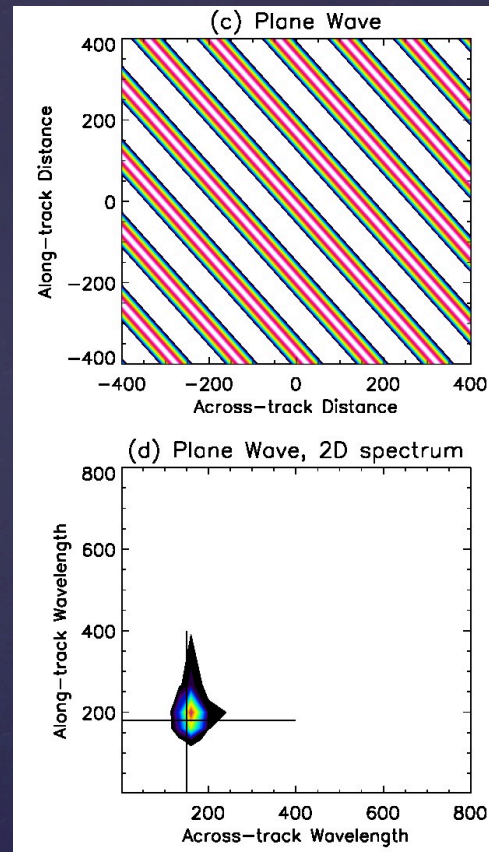 (c) Plane Wave
400
200
0
−200
−400
Along-track Distance
−400 −200 0 200 400
Across-track Distance
(d) Plane Wave, 2D spectrum
800
600
400
200
Along-track Wavelength
200 400 600 800
Across-track Wavelength